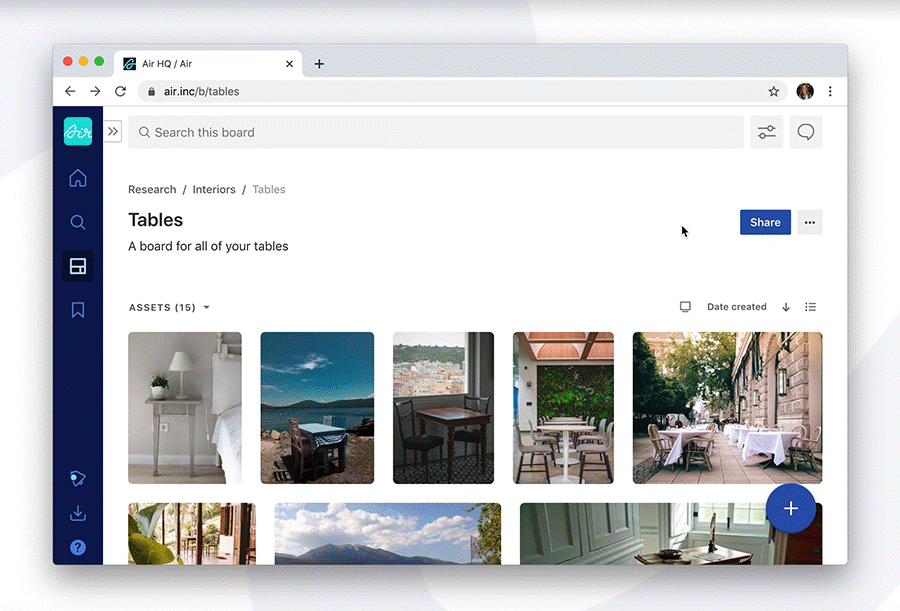 Air HQ / Air
air.inc/b/tables
Air
Search this board
Research / Interiors / Tables
Tables
A board for all of your tables
Share
ASSETS (15)
Date created